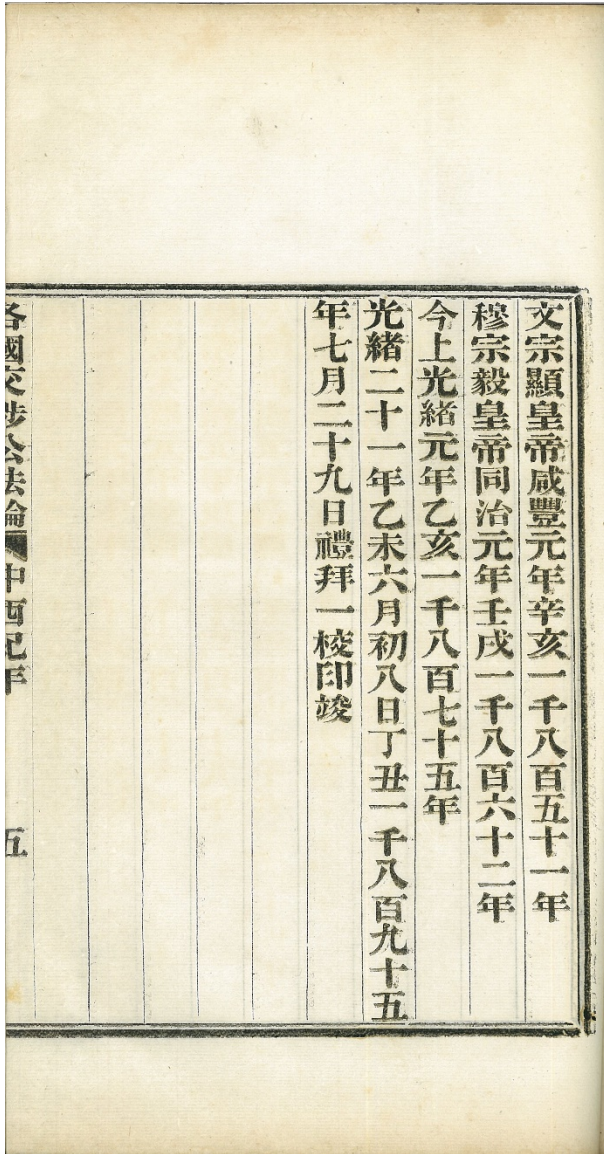 文宗顯皇帝咸豐元年辛亥一千八百五十一年
穆宗毅皇帝同治元年壬戌一千八百六十二年
今上光緒元年乙亥一千八百七十五年
光緒二十一年乙未六月初八日丁丑一千八百九十五
年七月二十九日禮拜一校印竣
各國交涉公法論 中西紀年 五